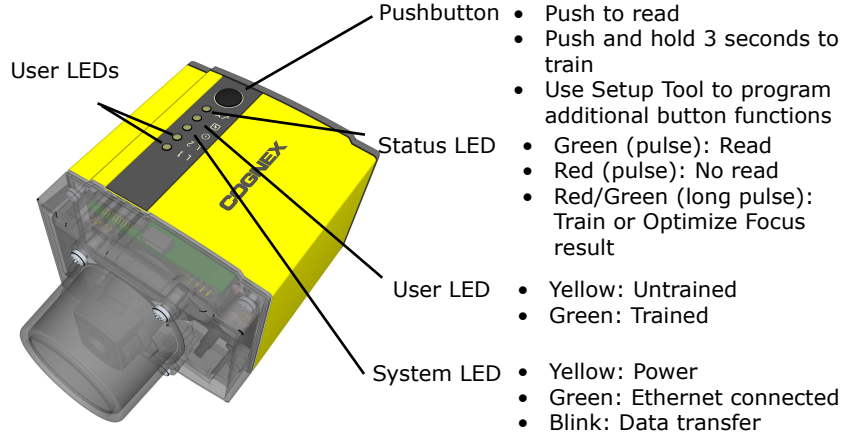 Pushbutton
• Push to read
• Push and hold 3 seconds to
train
• Use Setup Tool to program
additional button functions
User LEDs
Status LED
• Green (pulse): Read
• Red (pulse): No read
• Red/Green (long pulse):
Train or Optimize Focus
result
User LED
• Yellow: Untrained
• Green: Trained
System LED
• Yellow: Power
• Green: Ethernet connected
• Blink: Data transfer
COGNEX
1 2